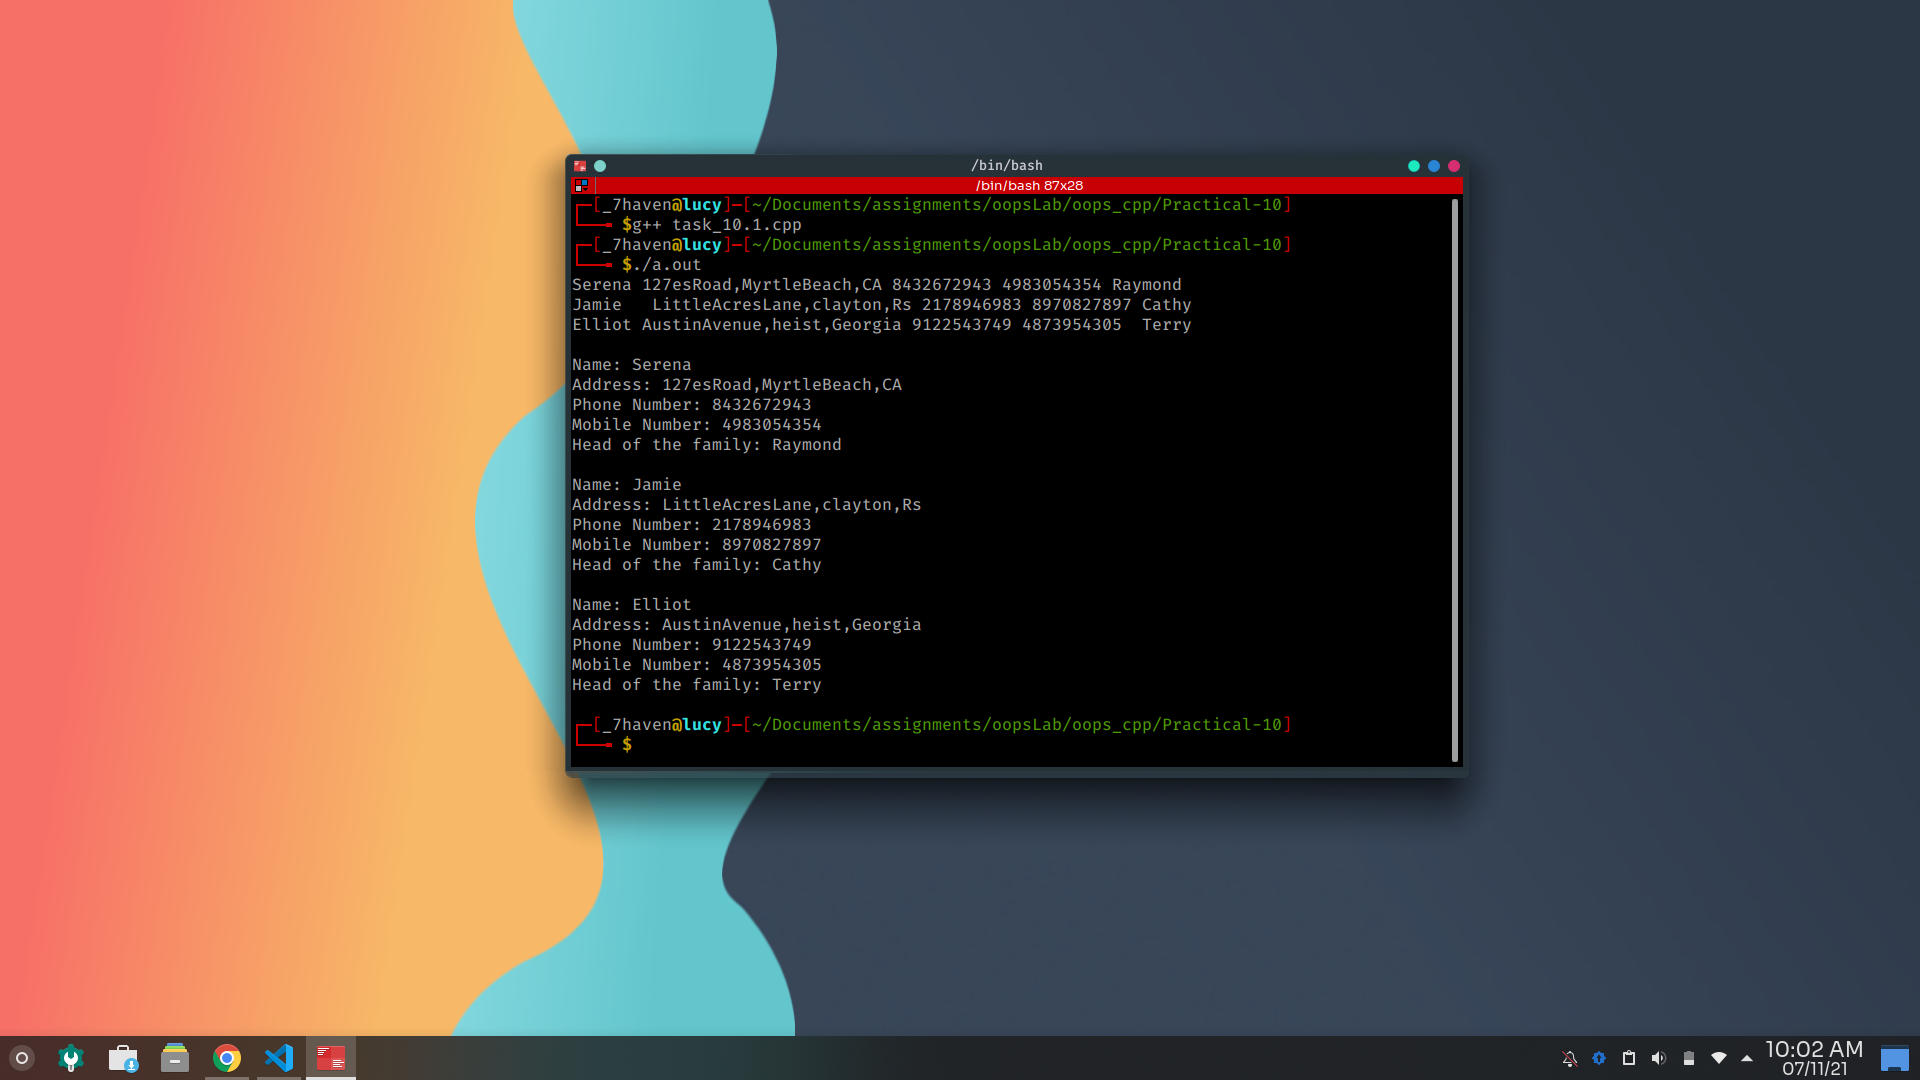 /bin/bash
/bin/bash 87x28
[_7haven@lucy]─[~/Documents/assignments/oopsLab/oops_cpp/Practical-10]
$g++ task_10.1.cpp
[_7haven@lucy]─[~/Documents/assignments/oopsLab/oops_cpp/Practical-10]
$./a.out
Serena 127esRoad,MyrtleBeach,CA 8432672943 4983054354 Raymond
Jamie   LittleAcresLane,clayton,Rs 2178946983 8970827897 Cathy
Elliot AustinAvenue,heist,Georgia 9122543749 4873954305  Terry
Name: Serena
Address: 127esRoad,MyrtleBeach,CA
Phone Number: 8432672943
Mobile Number: 4983054354
Head of the family: Raymond
Name: Jamie
Address: LittleAcresLane,clayton,Rs
Phone Number: 2178946983
Mobile Number: 8970827897
Head of the family: Cathy
Name: Elliot
Address: AustinAvenue,heist,Georgia
Phone Number: 9122543749
Mobile Number: 4873954305
Head of the family: Terry
[_7haven@lucy]─[~/Documents/assignments/oopsLab/oops_cpp/Practical-10]
$
10:02 AM
07/11/21